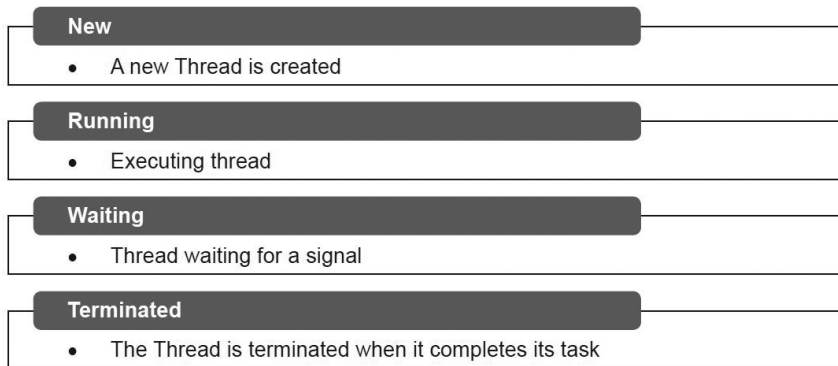 New
• A new Thread is created
Running
• Executing thread
Waiting
• Thread waiting for a signal
Terminated
• The Thread is terminated when it completes its task